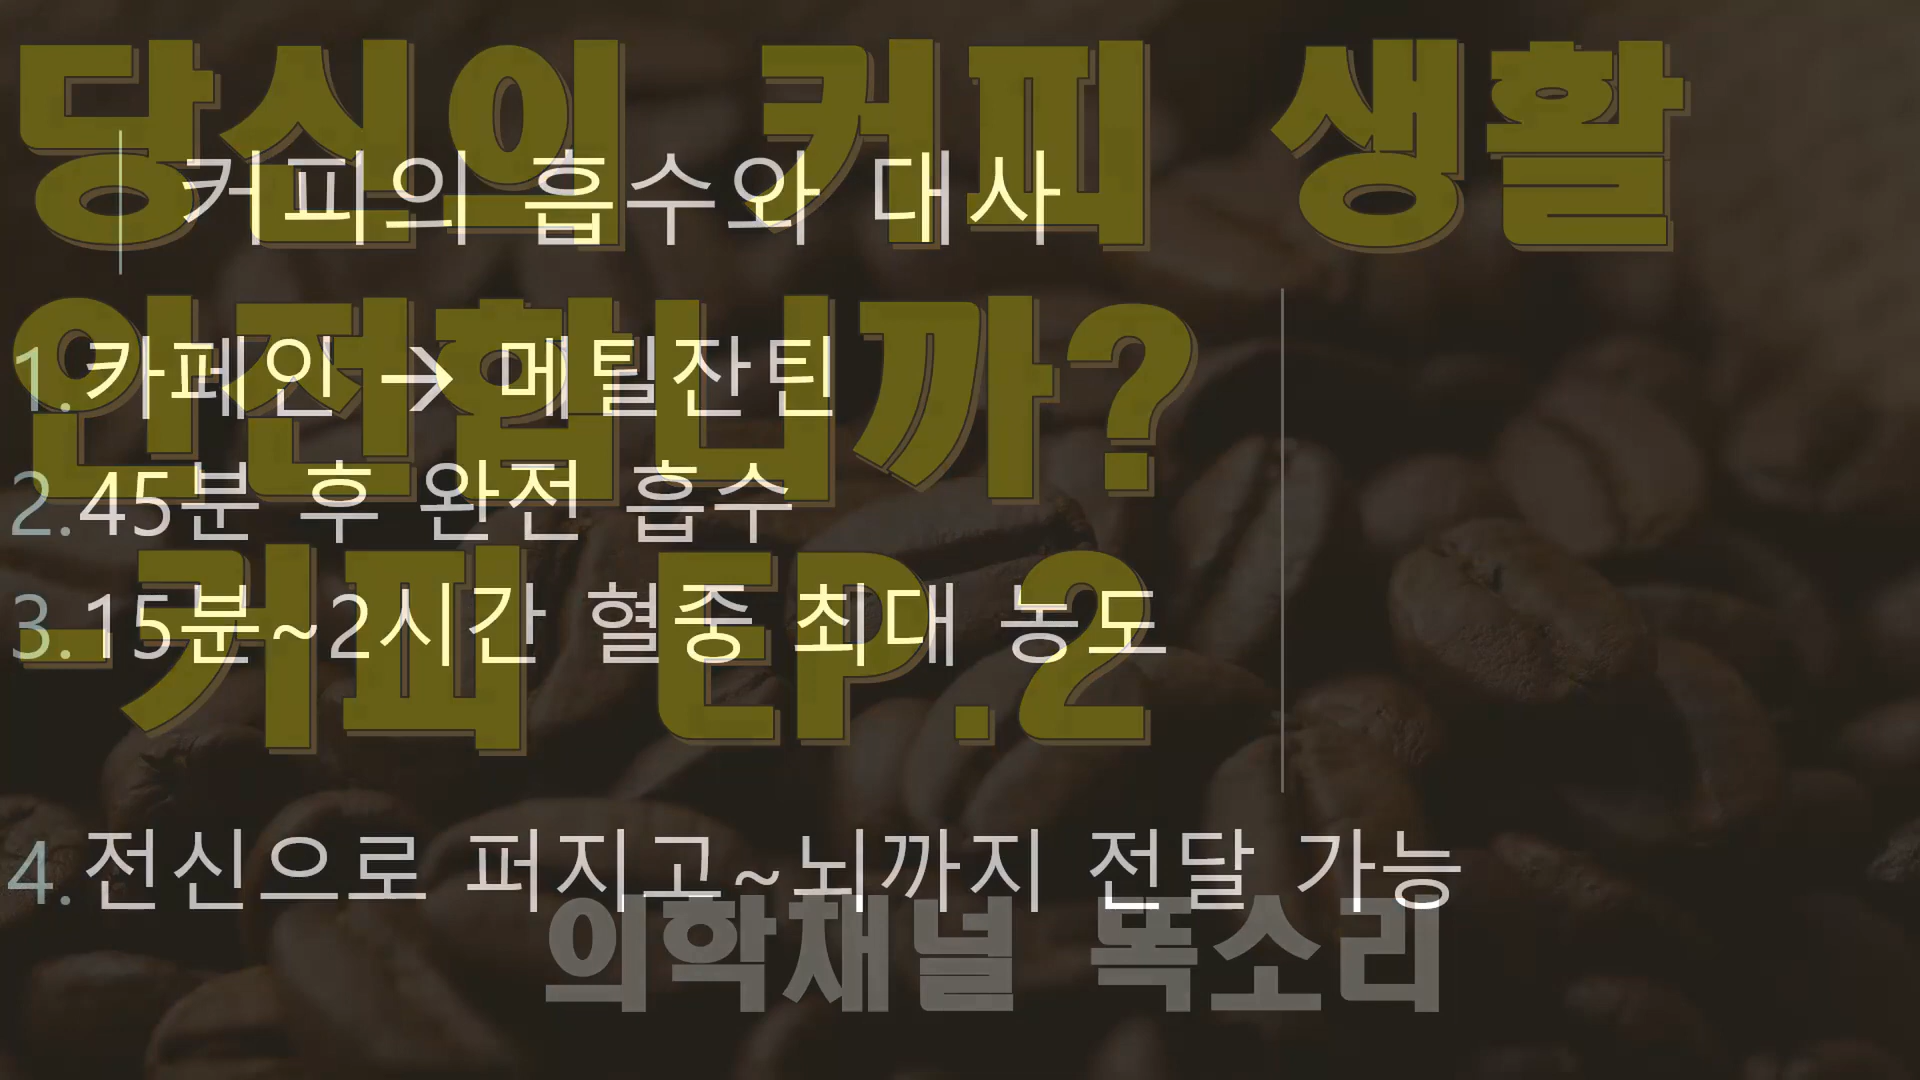 당신의 커피 생활
안전합니까?
- 커피 EP.2
의학채널 똑소리
커피의 흡수와 대사
1. 카페인 → 메틸잔틴
2. 45분 후 완전 흡수
3. 15분~2시간 혈중 최대 농도
4. 전신으로 퍼지고~뇌까지 전달 가능